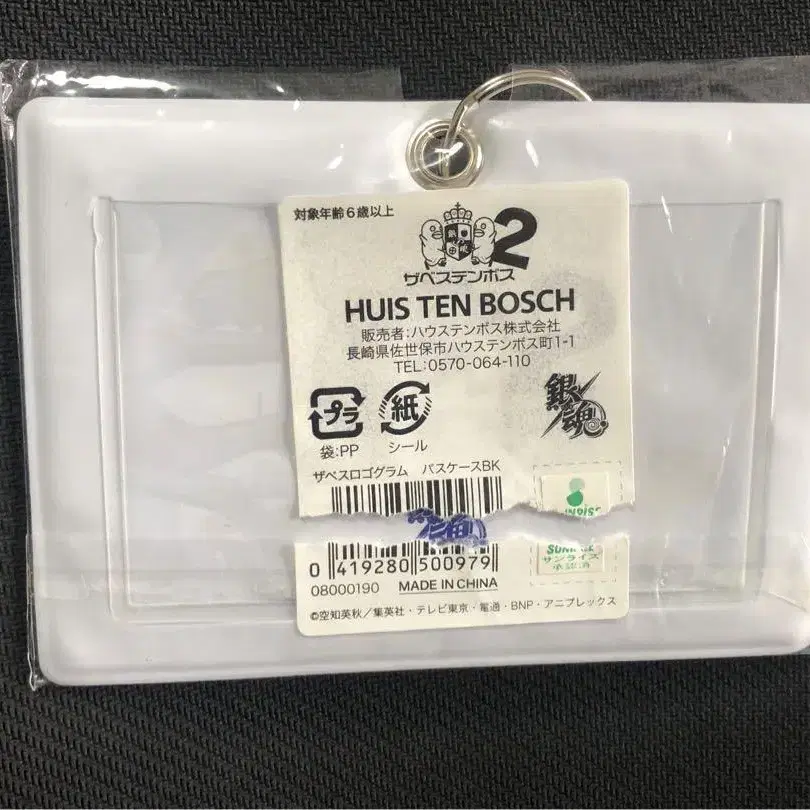 対象年齢6歳以上
2
ザベステンボス
HUIS TEN BOSCH
販売者:ハウステンボス株式会社
長崎県佐世保市ハウステンボス町1-1
TEL:0570-064-110
プラ
紙
銀魂
袋:PP
シール
ザベスロゴグラム パスケースBK
SUNRISE
サンライズ
承認済
0 419280 500979
08000190 MADE IN CHINA
©空知英秋/集英社・テレビ東京・電通・BNP・アニプレックス